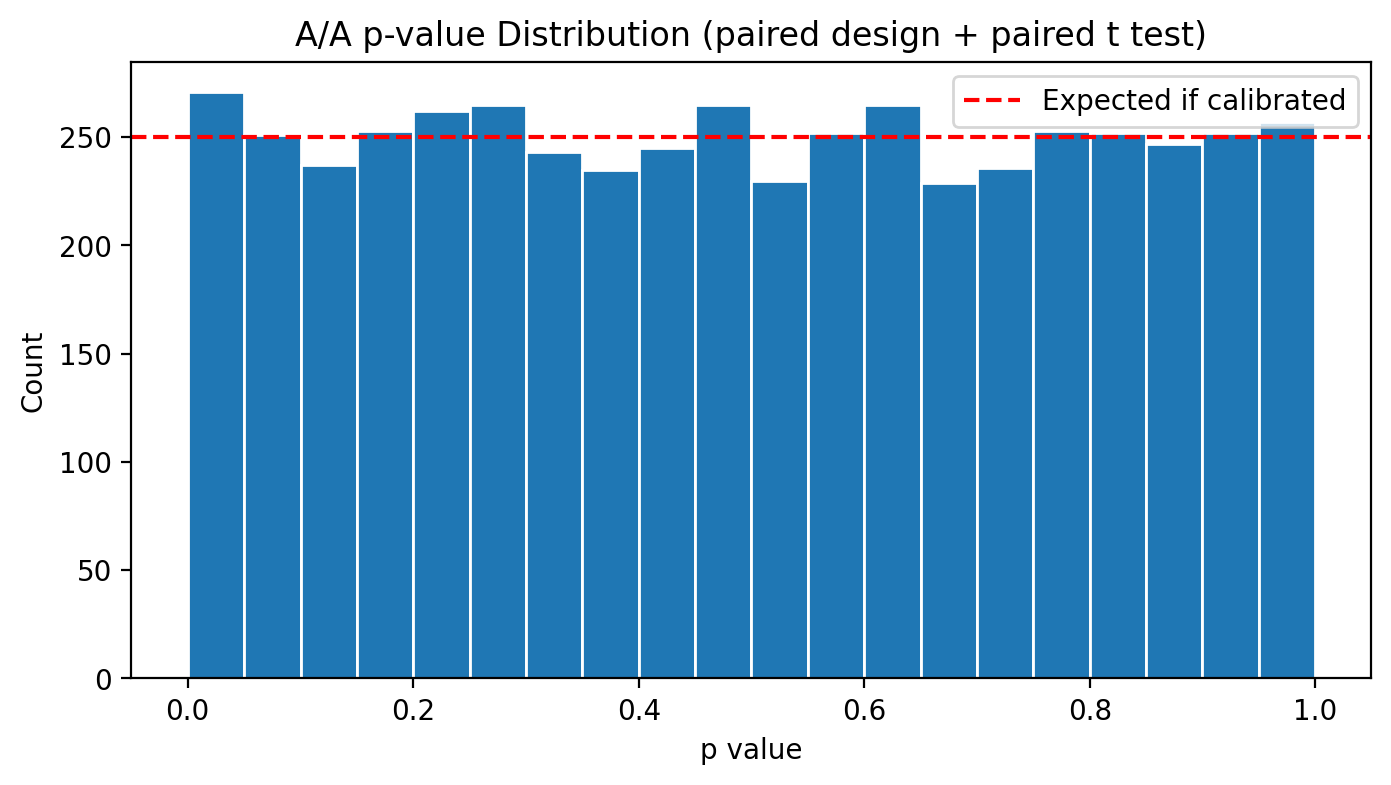 A/A p-value Distribution (paired design + paired t test)
Expected if calibrated
250
200
150
100
50
0
Count
0.0 0.2 0.4 0.6 0.8 1.0
p value